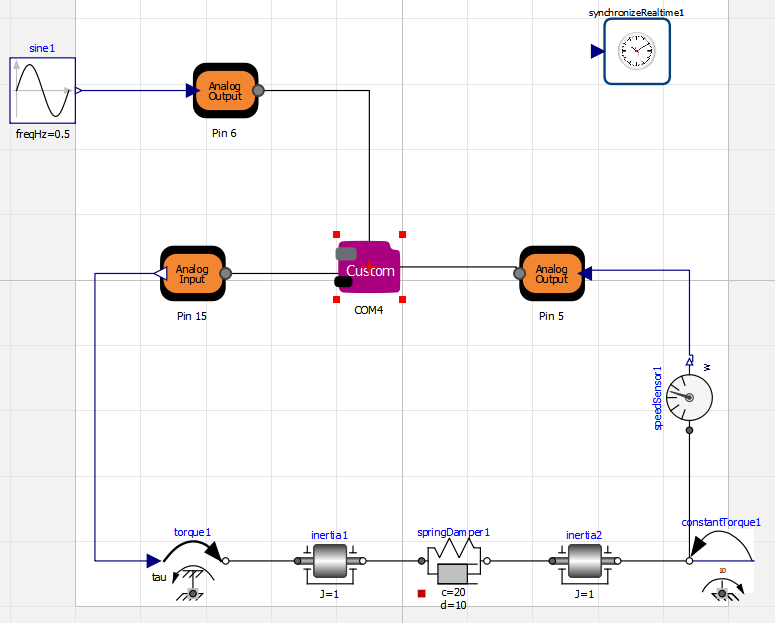 synchronizeRealtime1
sine1
Analog
Output
freqHz=0.5
Pin 6
Analog
Input
Custom
Analog
Output
Pin 15
COM4
Pin 5
w
speedSensor1
constantTorque1
torque1
inertia1
springDamper1
inertia2
tau
10
J=1
c=20
d=10
J=1